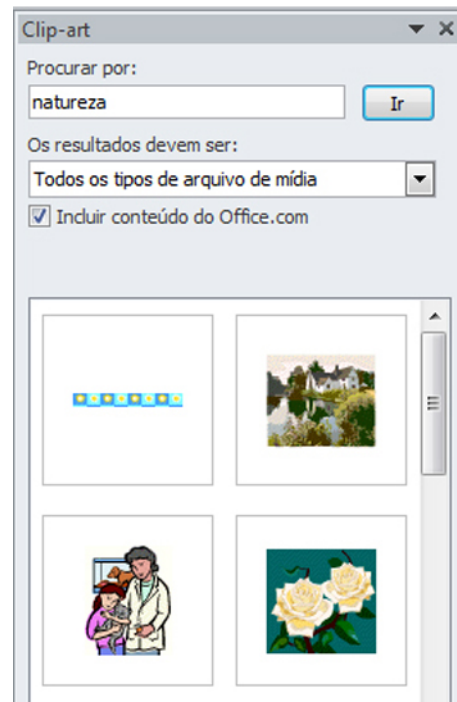 Clip-art
Procurar por:
natureza
Ir
Os resultados devem ser:
Todos os tipos de arquivo de mídia
Incluir conteúdo do Office.com